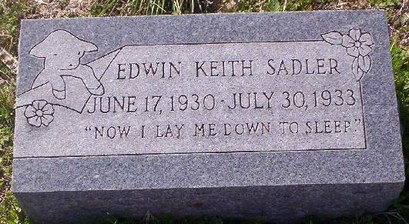 EDWIN KEITH SADLER
JUNE 17, 1930 - JULY 30, 1933
"NOW I LAY ME DOWN TO SLEEP."